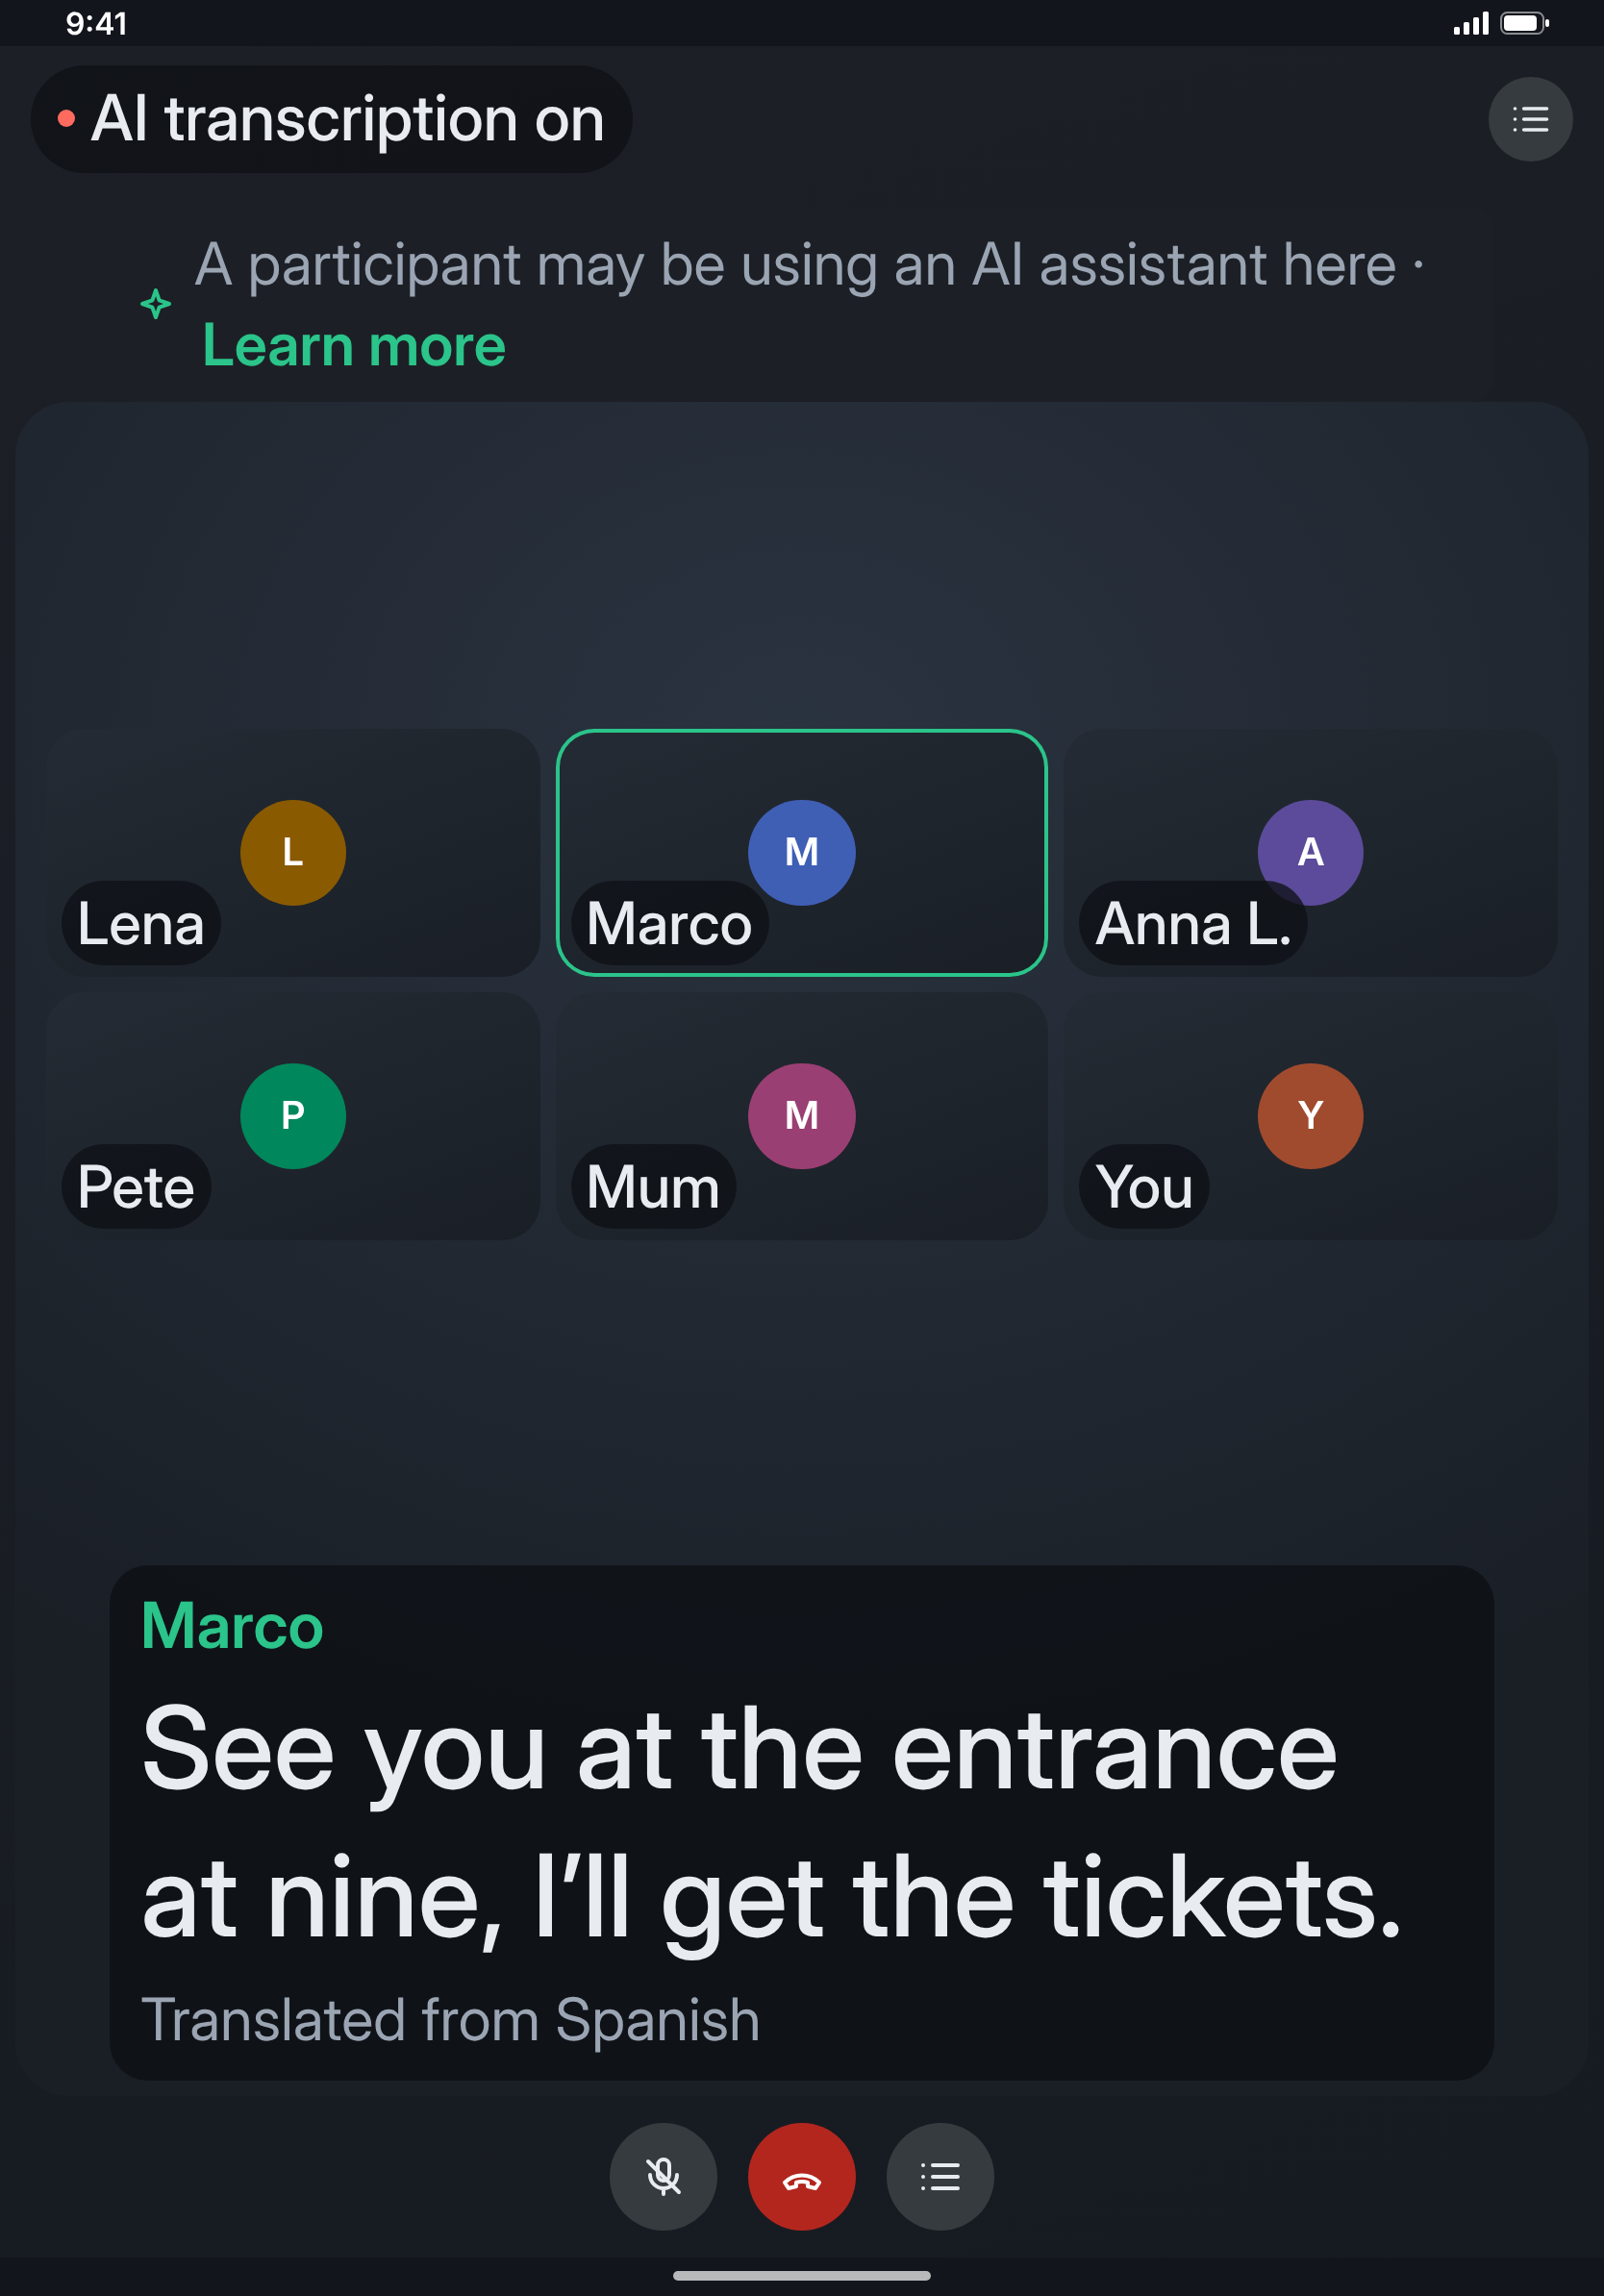 9:41
AI transcription on
A participant may be using an AI assistant here ·
Learn more
L
Lena
M
Marco
A
Anna L.
P
Pete
M
Mum
Y
You
Marco
See you at the entrance
at nine, I’ll get the tickets.
Translated from Spanish